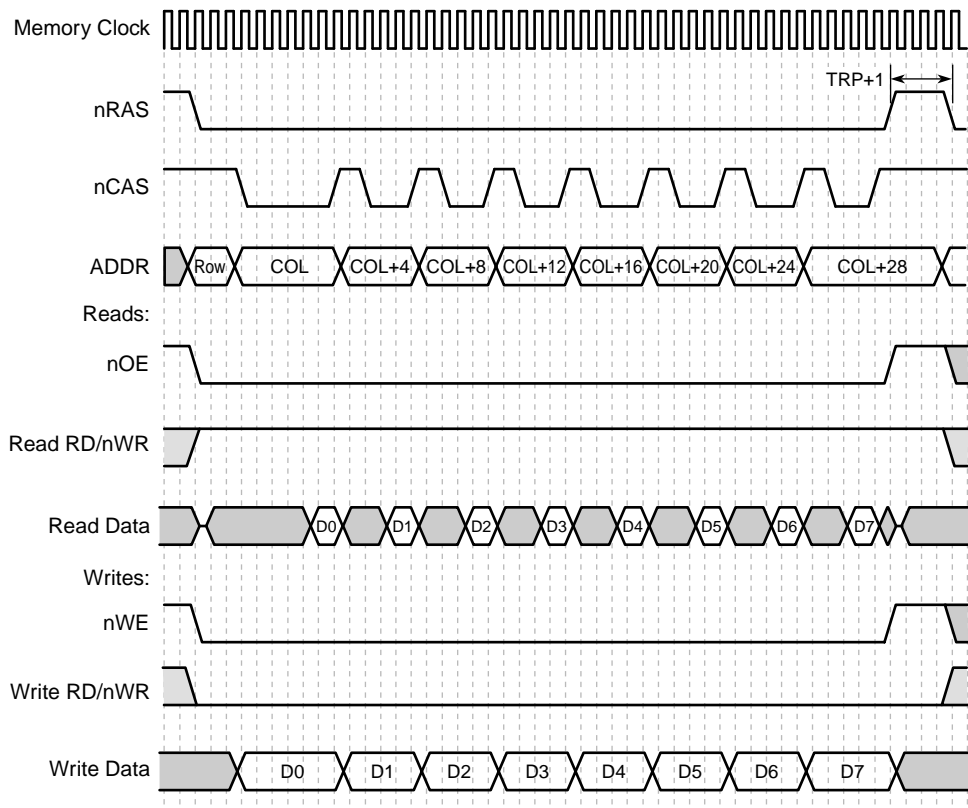 Memory Clock
TRP+1
nRAS
nCAS
ADDR Row COL COL+4 COL+8 COL+12 COL+16 COL+20 COL+24 COL+28
Reads:
nOE
Read RD/nWR
Read Data D0 D1 D2 D3 D4 D5 D6 D7
Writes:
nWE
Write RD/nWR
Write Data D0 D1 D2 D3 D4 D5 D6 D7